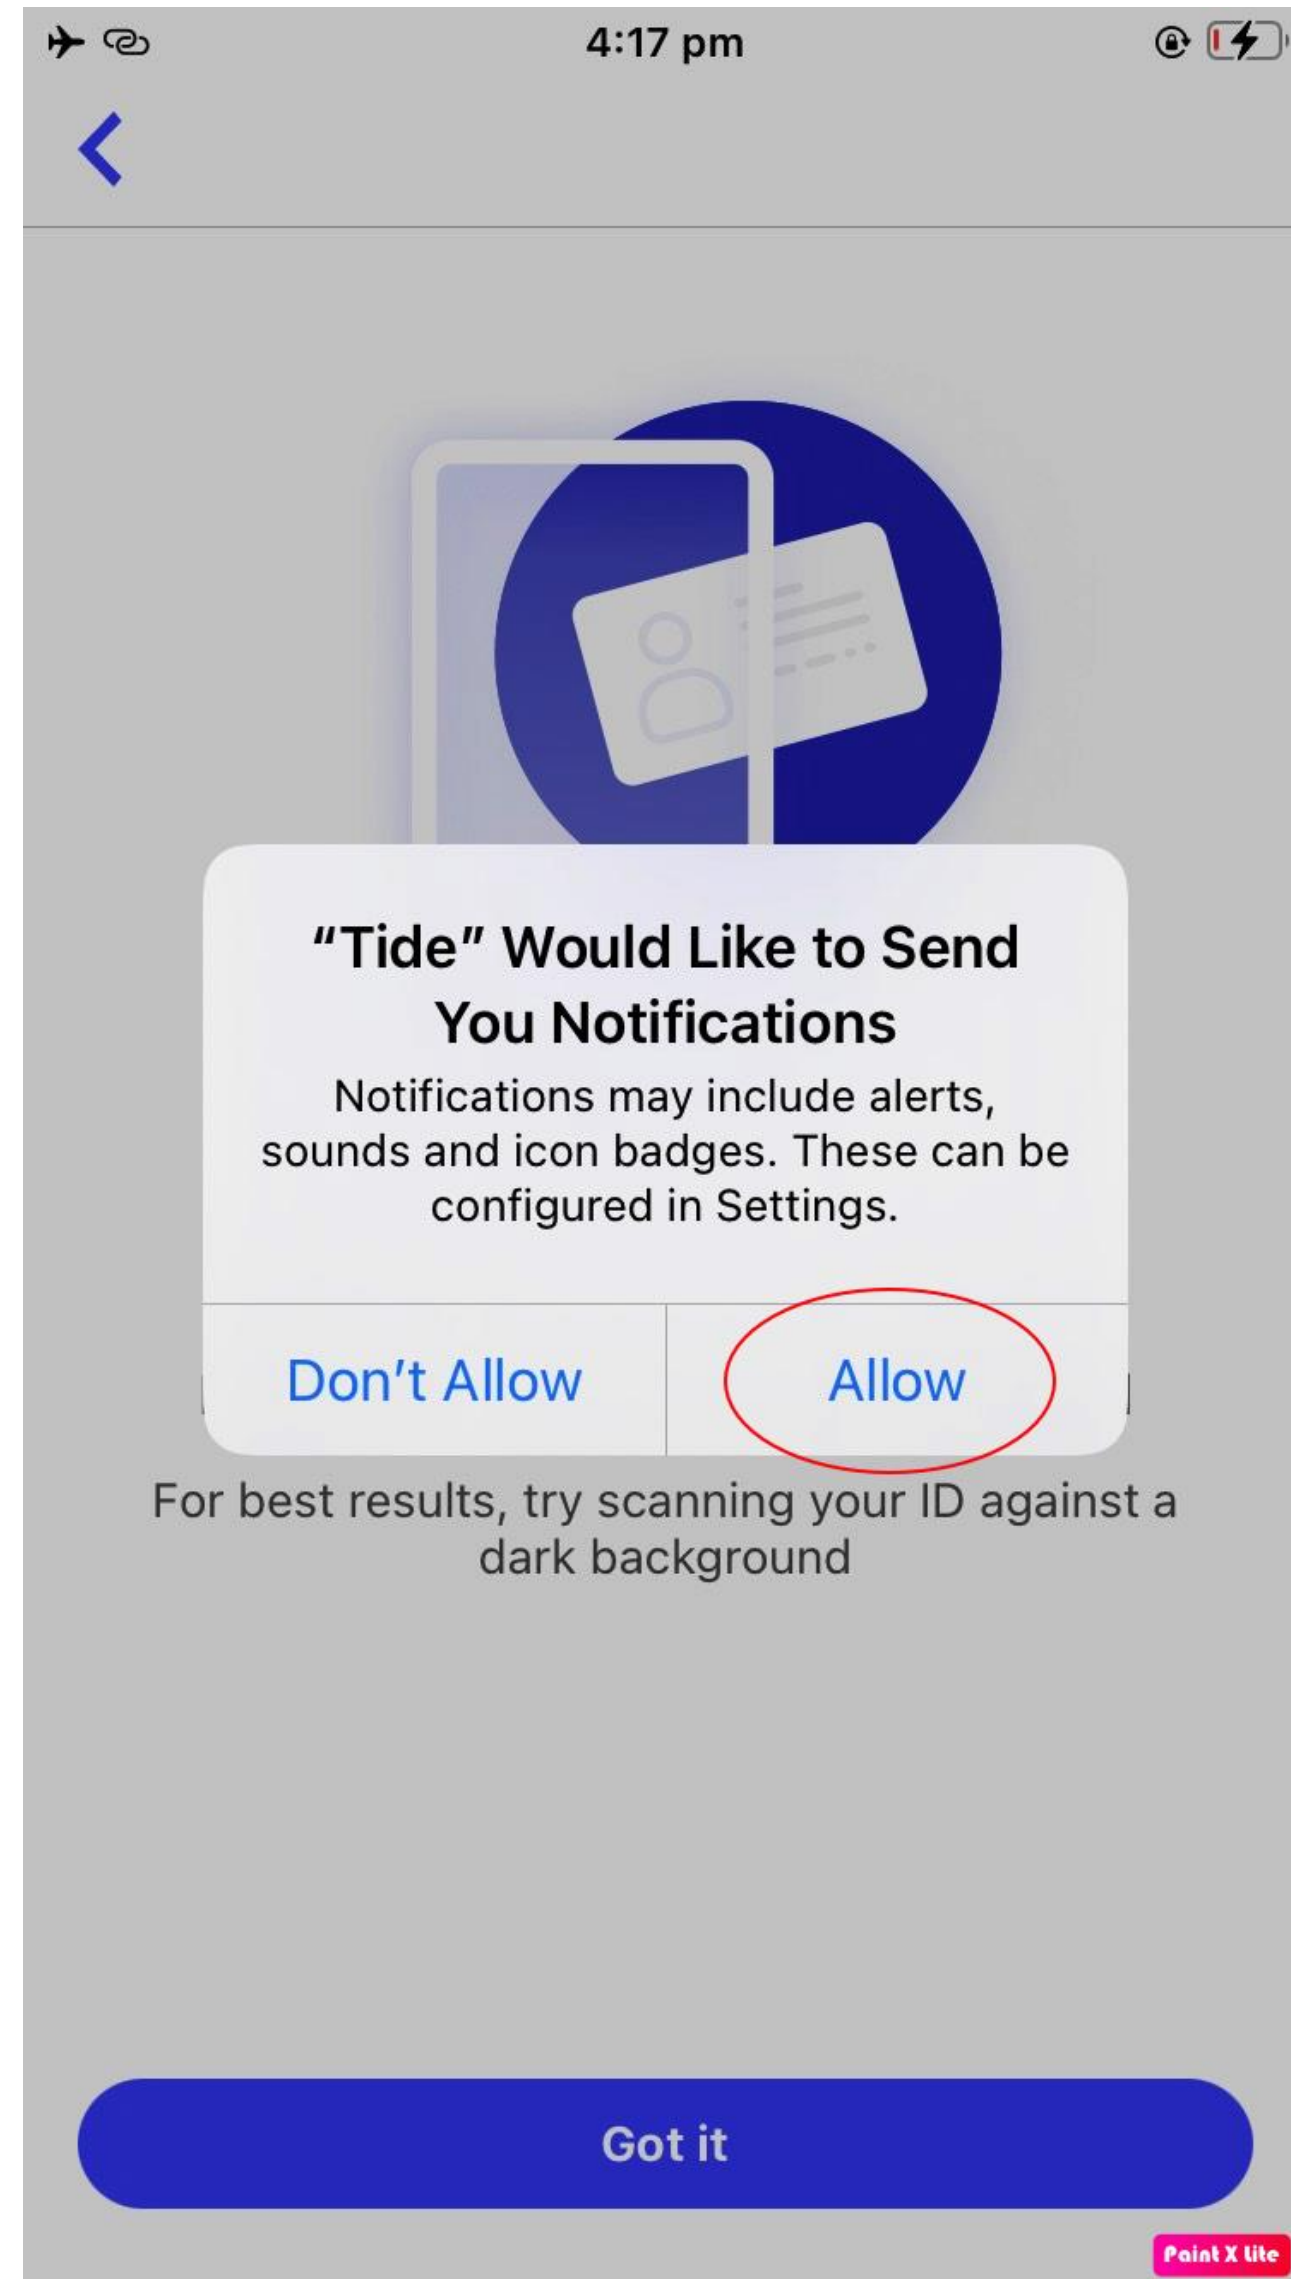 4:17 pm
“Tide” Would Like to Send
You Notifications
Notifications may include alerts,
sounds and icon badges. These can be
configured in Settings.
Don’t Allow
Allow
For best results, try scanning your ID against a
dark background
Got it
Paint X Lite